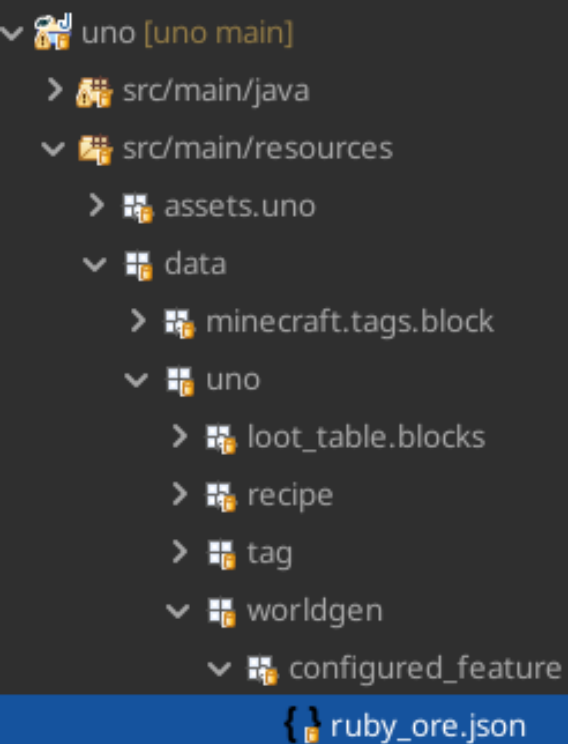 uno [uno main]
src/main/java
src/main/resources
assets.uno
data
minecraft.tags.block
uno
loot_table.blocks
recipe
tag
worldgen
configured_feature
ruby_ore.json